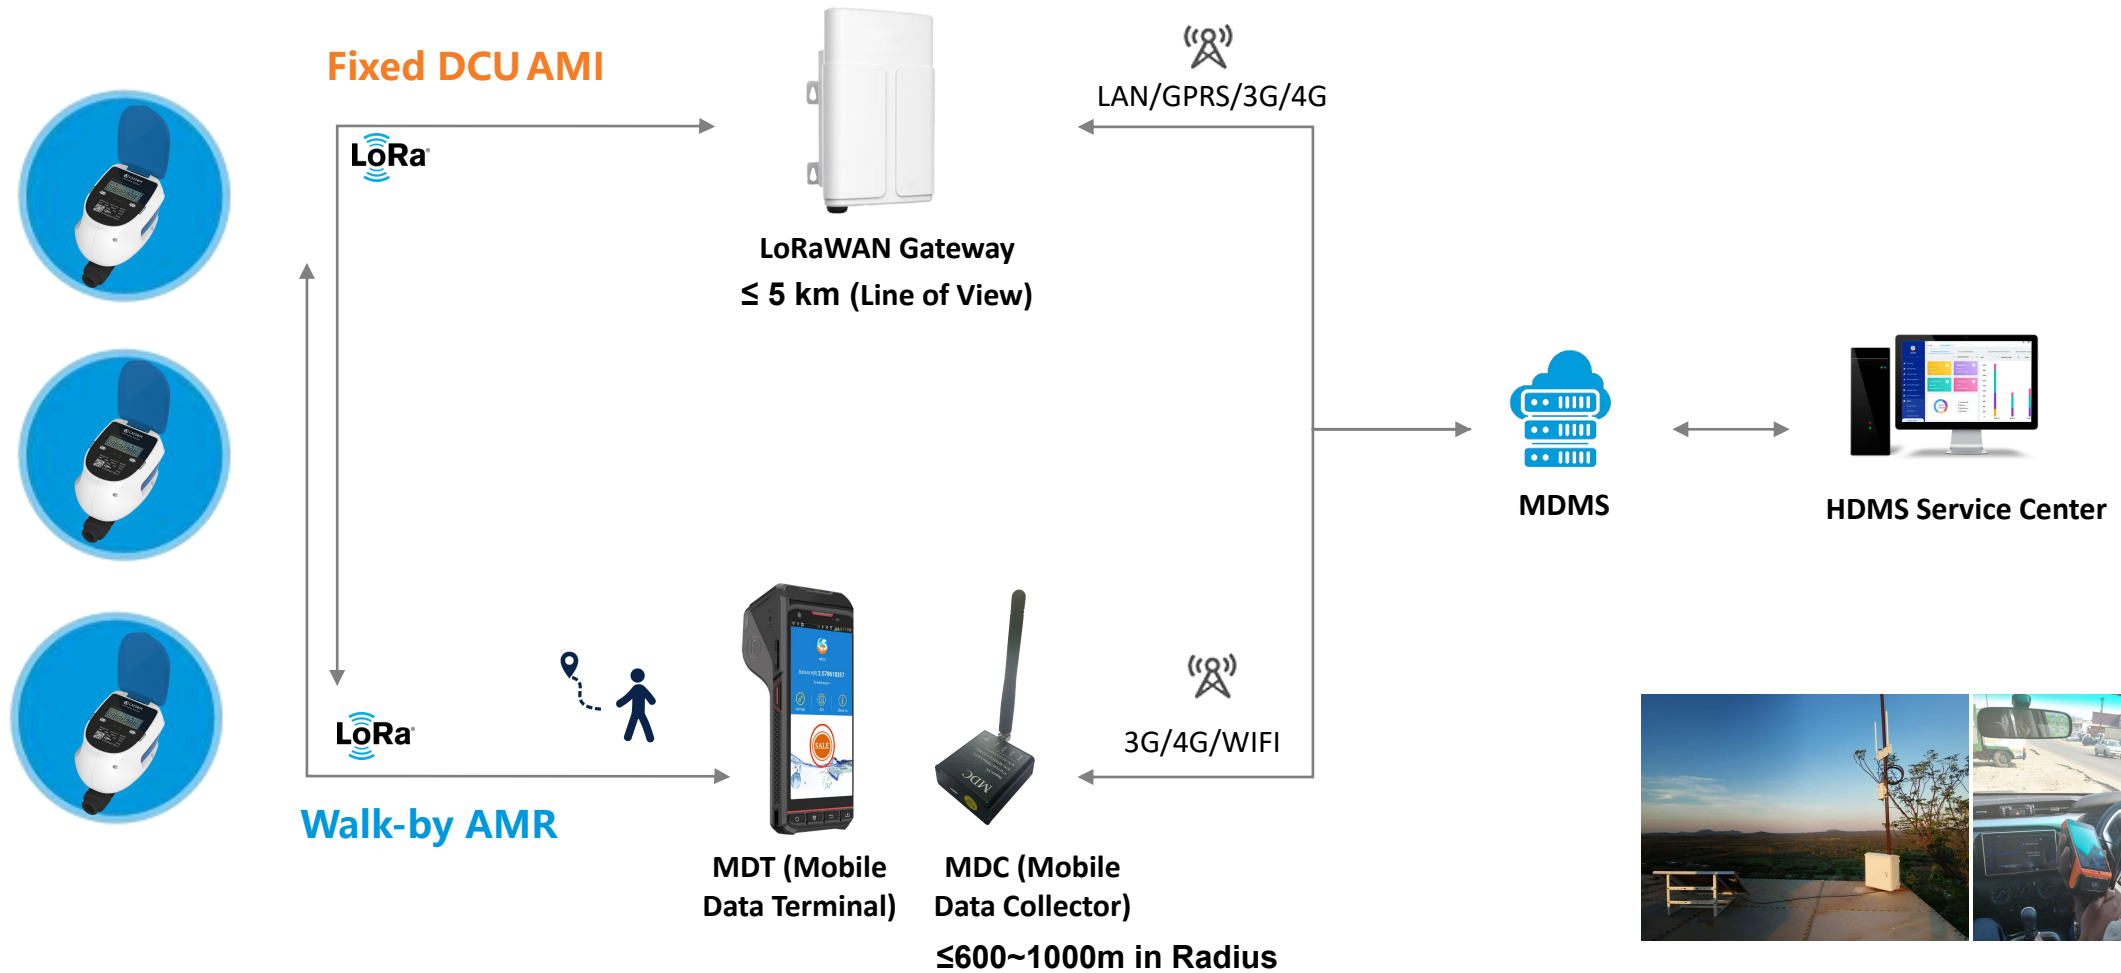 Fixed DCU AMI
LoRa
LAN/GPRS/3G/4G
LoRaWAN Gateway
≤ 5 km (Line of View)
MDMS
HDMS Service Center
LoRa
SALE
MDC
3G/4G/WIFI
Walk-by AMR
MDT (Mobile
Data Terminal)
MDC (Mobile
Data Collector)
≤600~1000m in Radius